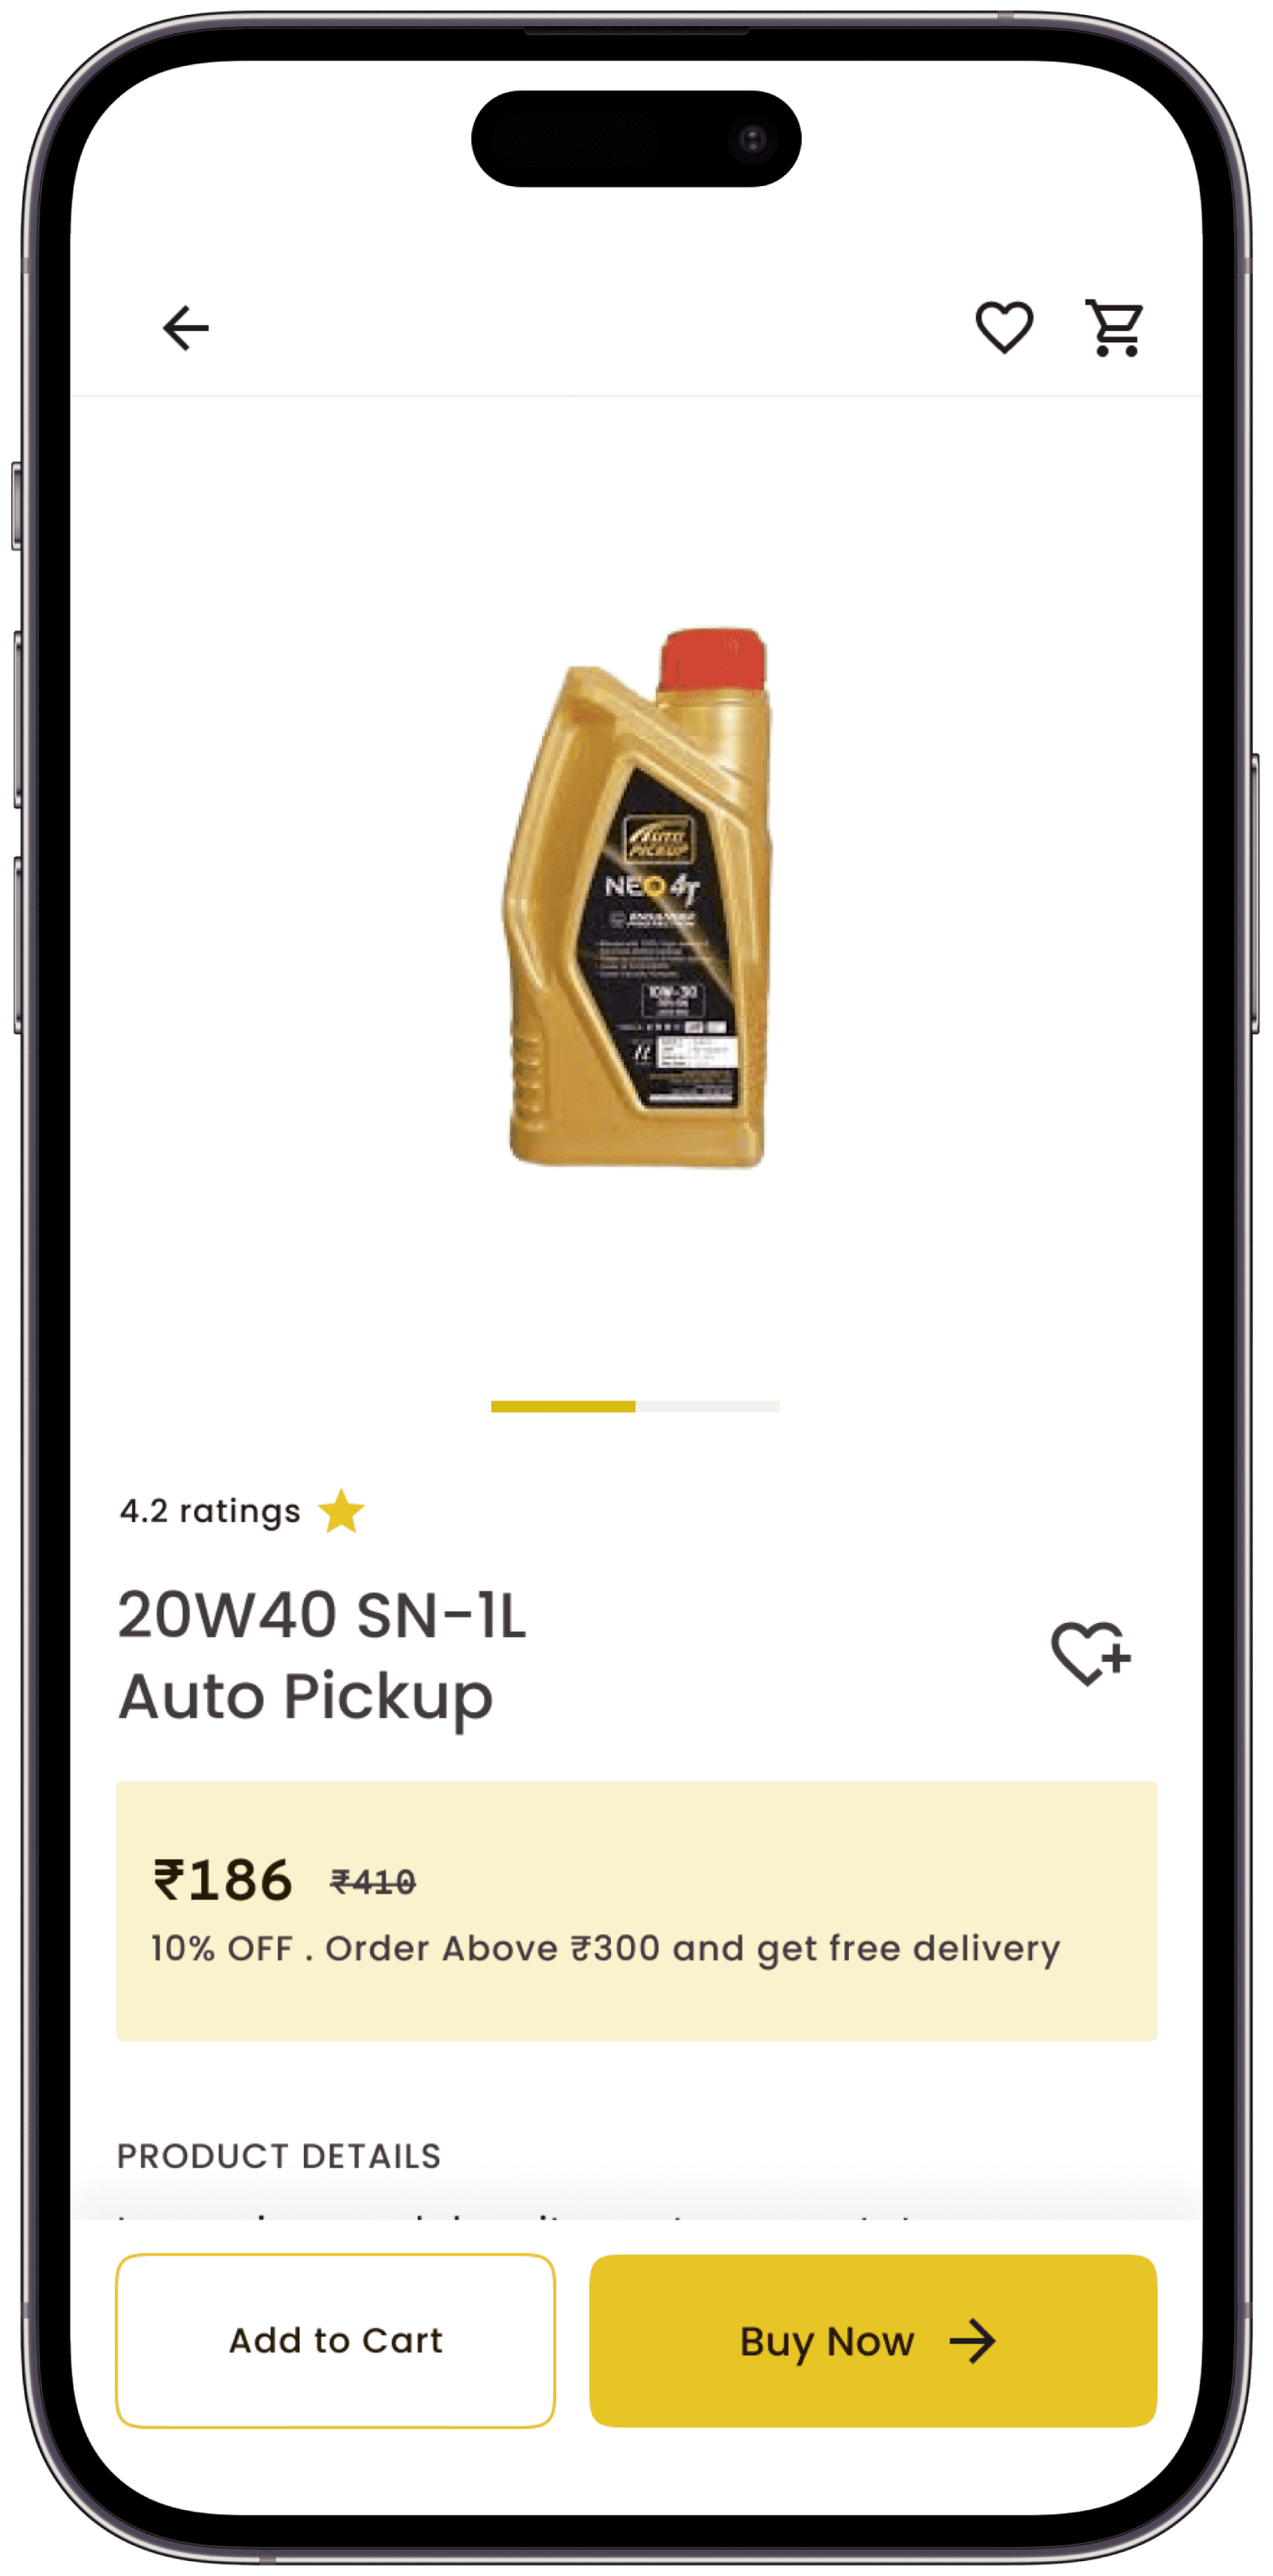 AUTO
PICKUP
NEO 4T
10W-30
1L
4.2 ratings
20W40 SN-1L
Auto Pickup
₹186 ₹410
10% OFF . Order Above ₹300 and get free delivery
PRODUCT DETAILS
Add to Cart
Buy Now